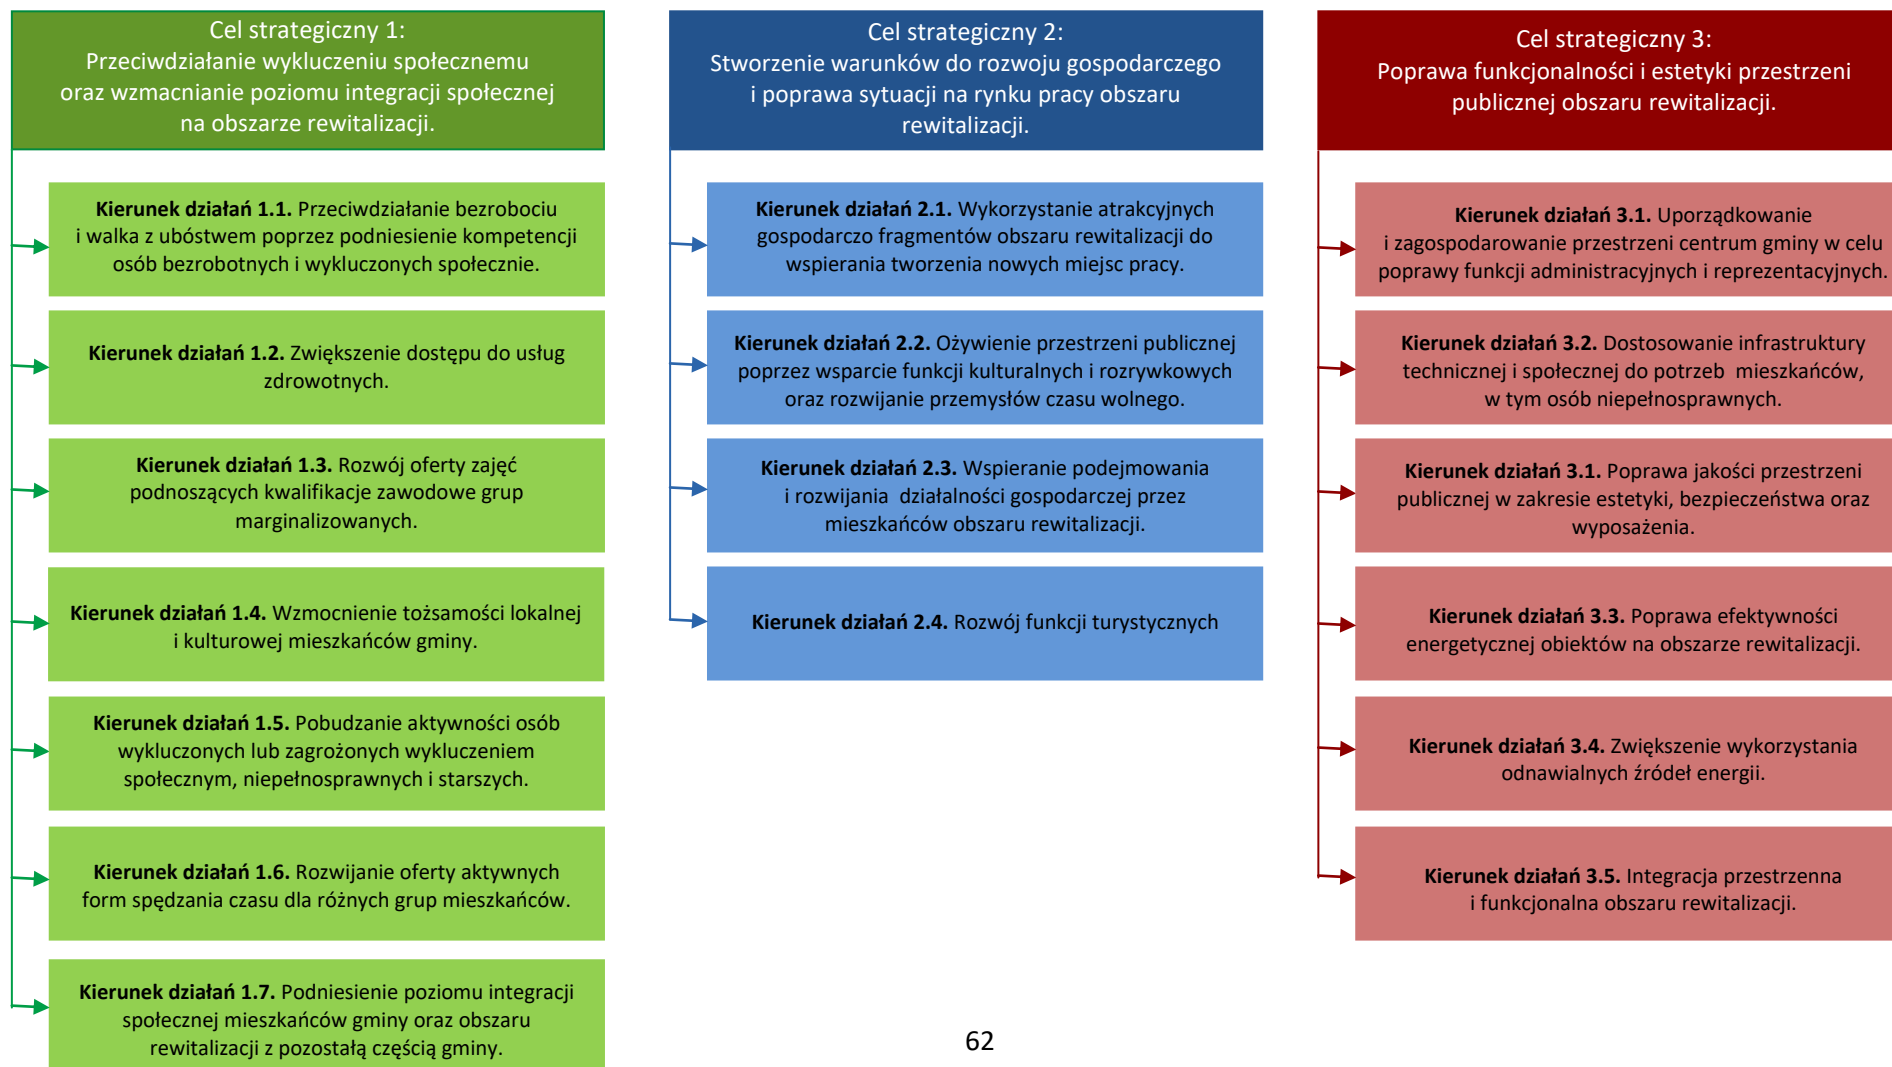 Cel strategiczny 1:
Przeciwdziałanie wykluczeniu społecznemu
oraz wzmacnianie poziomu integracji społecznej
na obszarze rewitalizacji.
Kierunek działań 1.1. Przeciwdziałanie bezrobociu
i walka z ubóstwem poprzez podniesienie kompetencji
osób bezrobotnych i wykluczonych społecznie.
Kierunek działań 1.2. Zwiększenie dostępu do usług
zdrowotnych.
Kierunek działań 1.3. Rozwój oferty zajęć
podnoszących kwalifikacje zawodowe grup
marginalizowanych.
Kierunek działań 1.4. Wzmocnienie tożsamości lokalnej
i kulturowej mieszkańców gminy.
Kierunek działań 1.5. Pobudzanie aktywności osób
wykluczonych lub zagrożonych wykluczeniem
społecznym, niepełnosprawnych i starszych.
Kierunek działań 1.6. Rozwijanie oferty aktywnych
form spędzania czasu dla różnych grup mieszkańców.
Kierunek działań 1.7. Podniesienie poziomu integracji
społecznej mieszkańców gminy oraz obszaru
rewitalizacji z pozostałą częścią gminy.
Cel strategiczny 2:
Stworzenie warunków do rozwoju gospodarczego
i poprawa sytuacji na rynku pracy obszaru
rewitalizacji.
Kierunek działań 2.1. Wykorzystanie atrakcyjnych
gospodarczo fragmentów obszaru rewitalizacji do
wspierania tworzenia nowych miejsc pracy.
Kierunek działań 2.2. Ożywienie przestrzeni publicznej
poprzez wsparcie funkcji kulturalnych i rozrywkowych
oraz rozwijanie przemysłów czasu wolnego.
Kierunek działań 2.3. Wspieranie podejmowania
i rozwijania działalności gospodarczej przez
mieszkańców obszaru rewitalizacji.
Kierunek działań 2.4. Rozwój funkcji turystycznych
Cel strategiczny 3:
Poprawa funkcjonalności i estetyki przestrzeni
publicznej obszaru rewitalizacji.
Kierunek działań 3.1. Uporządkowanie
i zagospodarowanie przestrzeni centrum gminy w celu
poprawy funkcji administracyjnych i reprezentacyjnych.
Kierunek działań 3.2. Dostosowanie infrastruktury
technicznej i społecznej do potrzeb mieszkańców,
w tym osób niepełnosprawnych.
Kierunek działań 3.1. Poprawa jakości przestrzeni
publicznej w zakresie estetyki, bezpieczeństwa oraz
wyposażenia.
Kierunek działań 3.3. Poprawa efektywności
energetycznej obiektów na obszarze rewitalizacji.
Kierunek działań 3.4. Zwiększenie wykorzystania
odnawialnych źródeł energii.
Kierunek działań 3.5. Integracja przestrzenna
i funkcjonalna obszaru rewitalizacji.
62